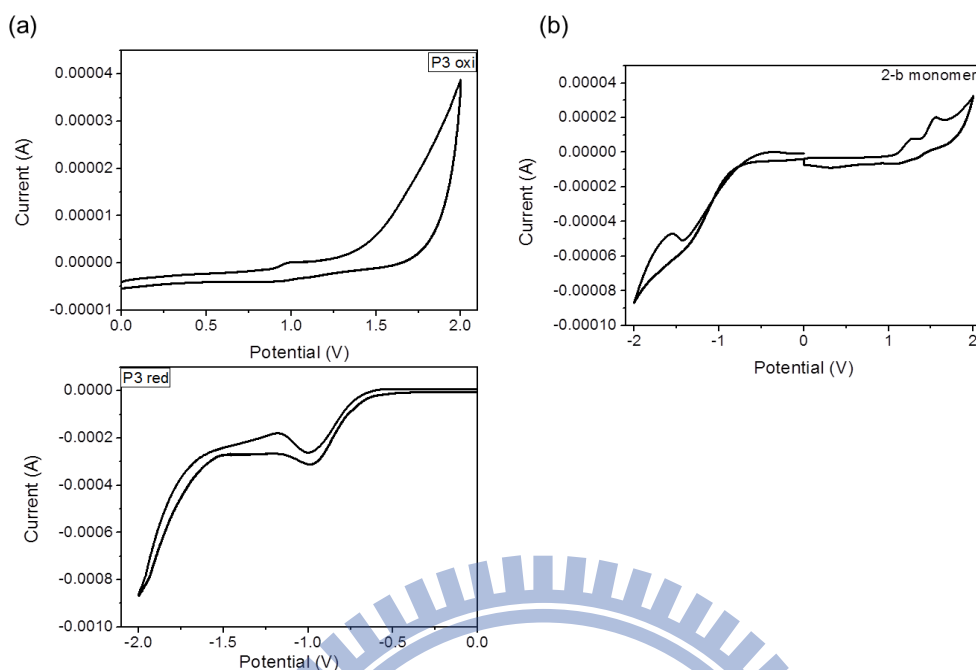 (a)
P3 oxi
0.00004
0.00003
0.00002
0.00001
0.00000
-0.00001
Current (A)
0.0 0.5 1.0 1.5 2.0
Potential (V)
P3 red
0.0000
-0.0002
-0.0004
-0.0006
-0.0008
-0.0010
Current (A)
-2.0 -1.5 -1.0 -0.5 0.0
Potential (V)
(b)
2-b monomer
0.00004
0.00002
0.00000
-0.00002
-0.00004
-0.00006
-0.00008
-0.00010
Current (A)
-2 -1 0 1 2
Potential (V)